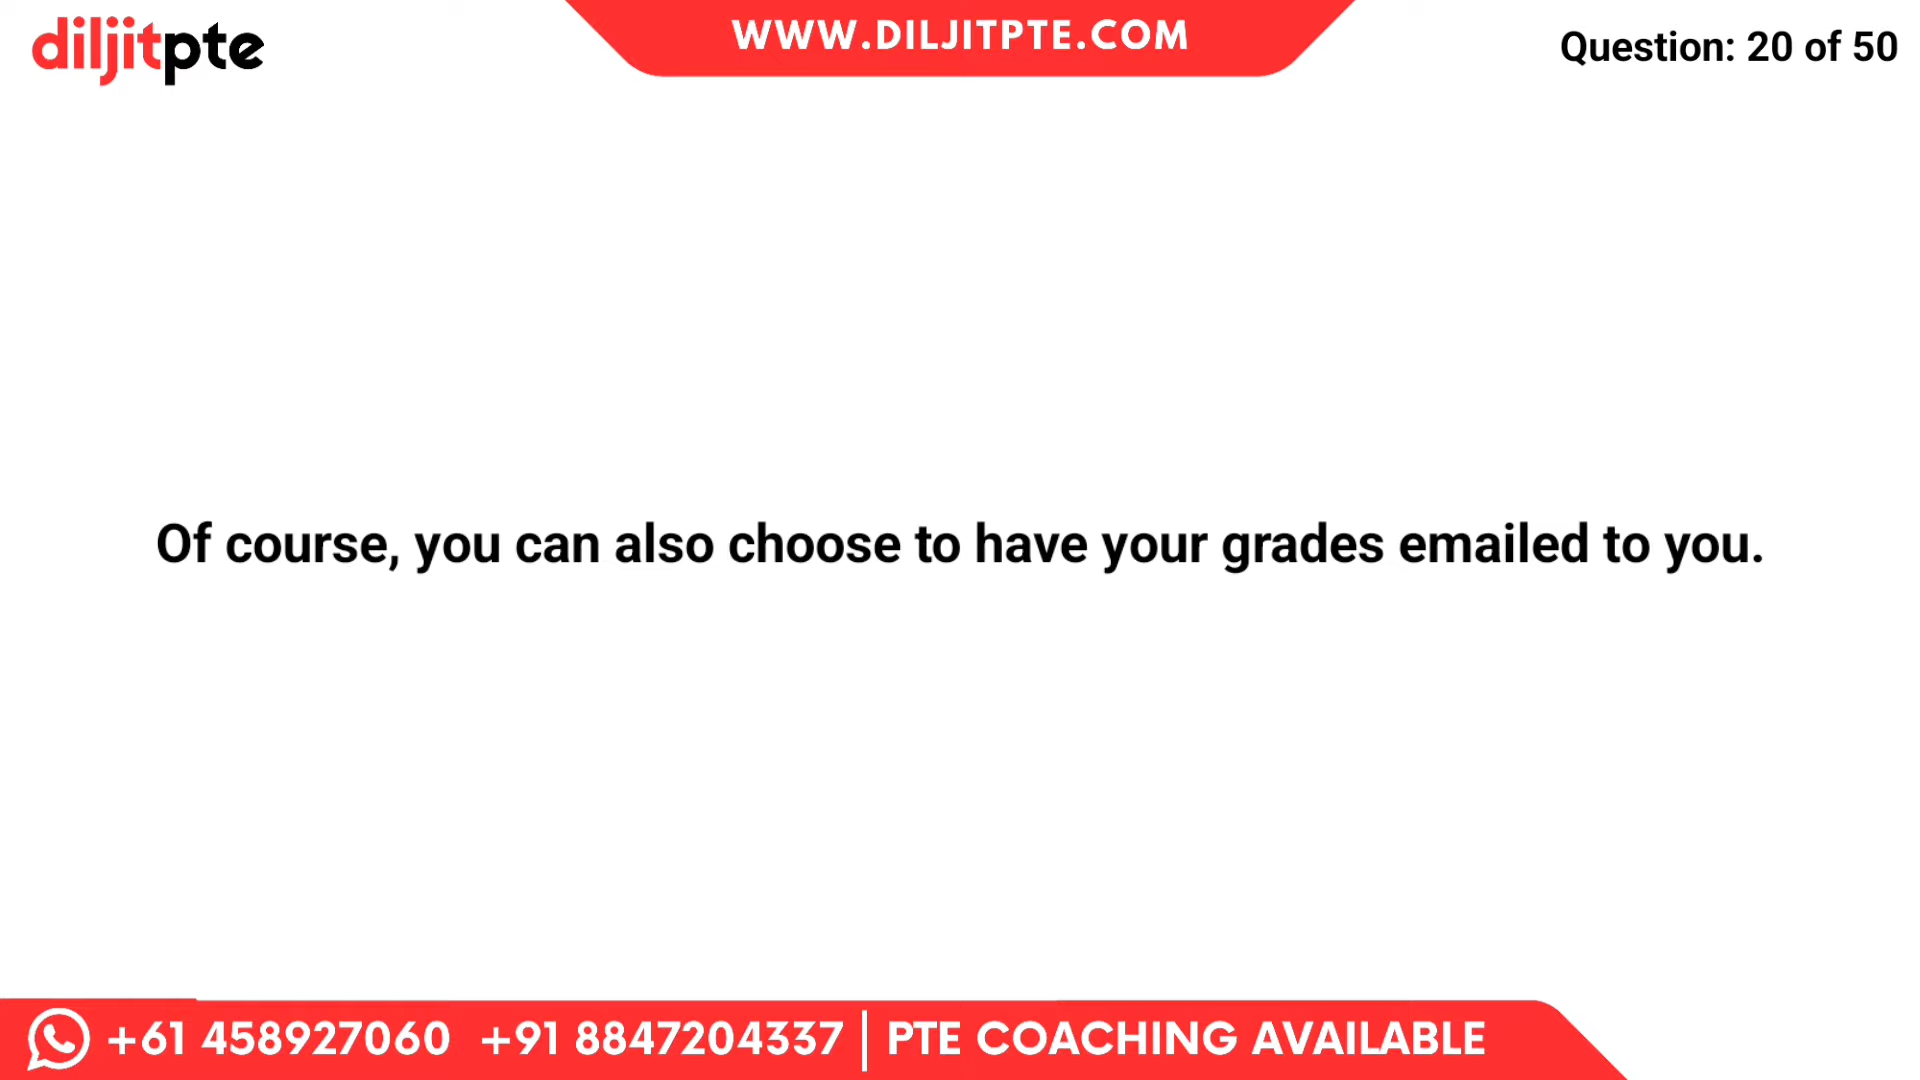 diljitpte
WWW.DILJITPTE.COM
Question: 20 of 50
Of course, you can also choose to have your grades emailed to you.
+61 458927060 +91 8847204337 | PTE COACHING AVAILABLE